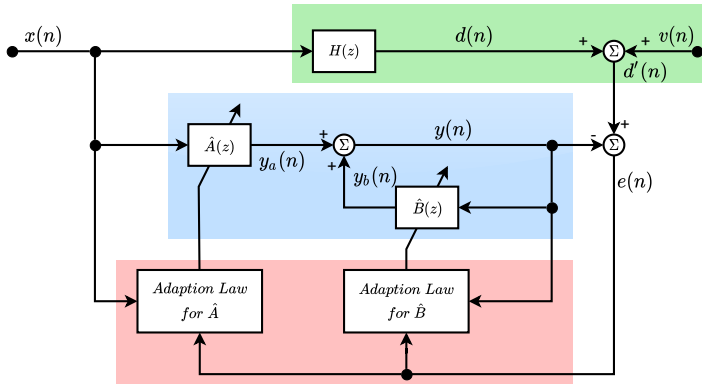 x(n)
H(z)
d(n)
+
Σ
+
v(n)
d′(n)
Â(z)
y_a(n)
+
Σ
+
y(n)
-
+
Σ
y_b(n)
B̂(z)
e(n)
Adaption Law
for Â
Adaption Law
for B̂